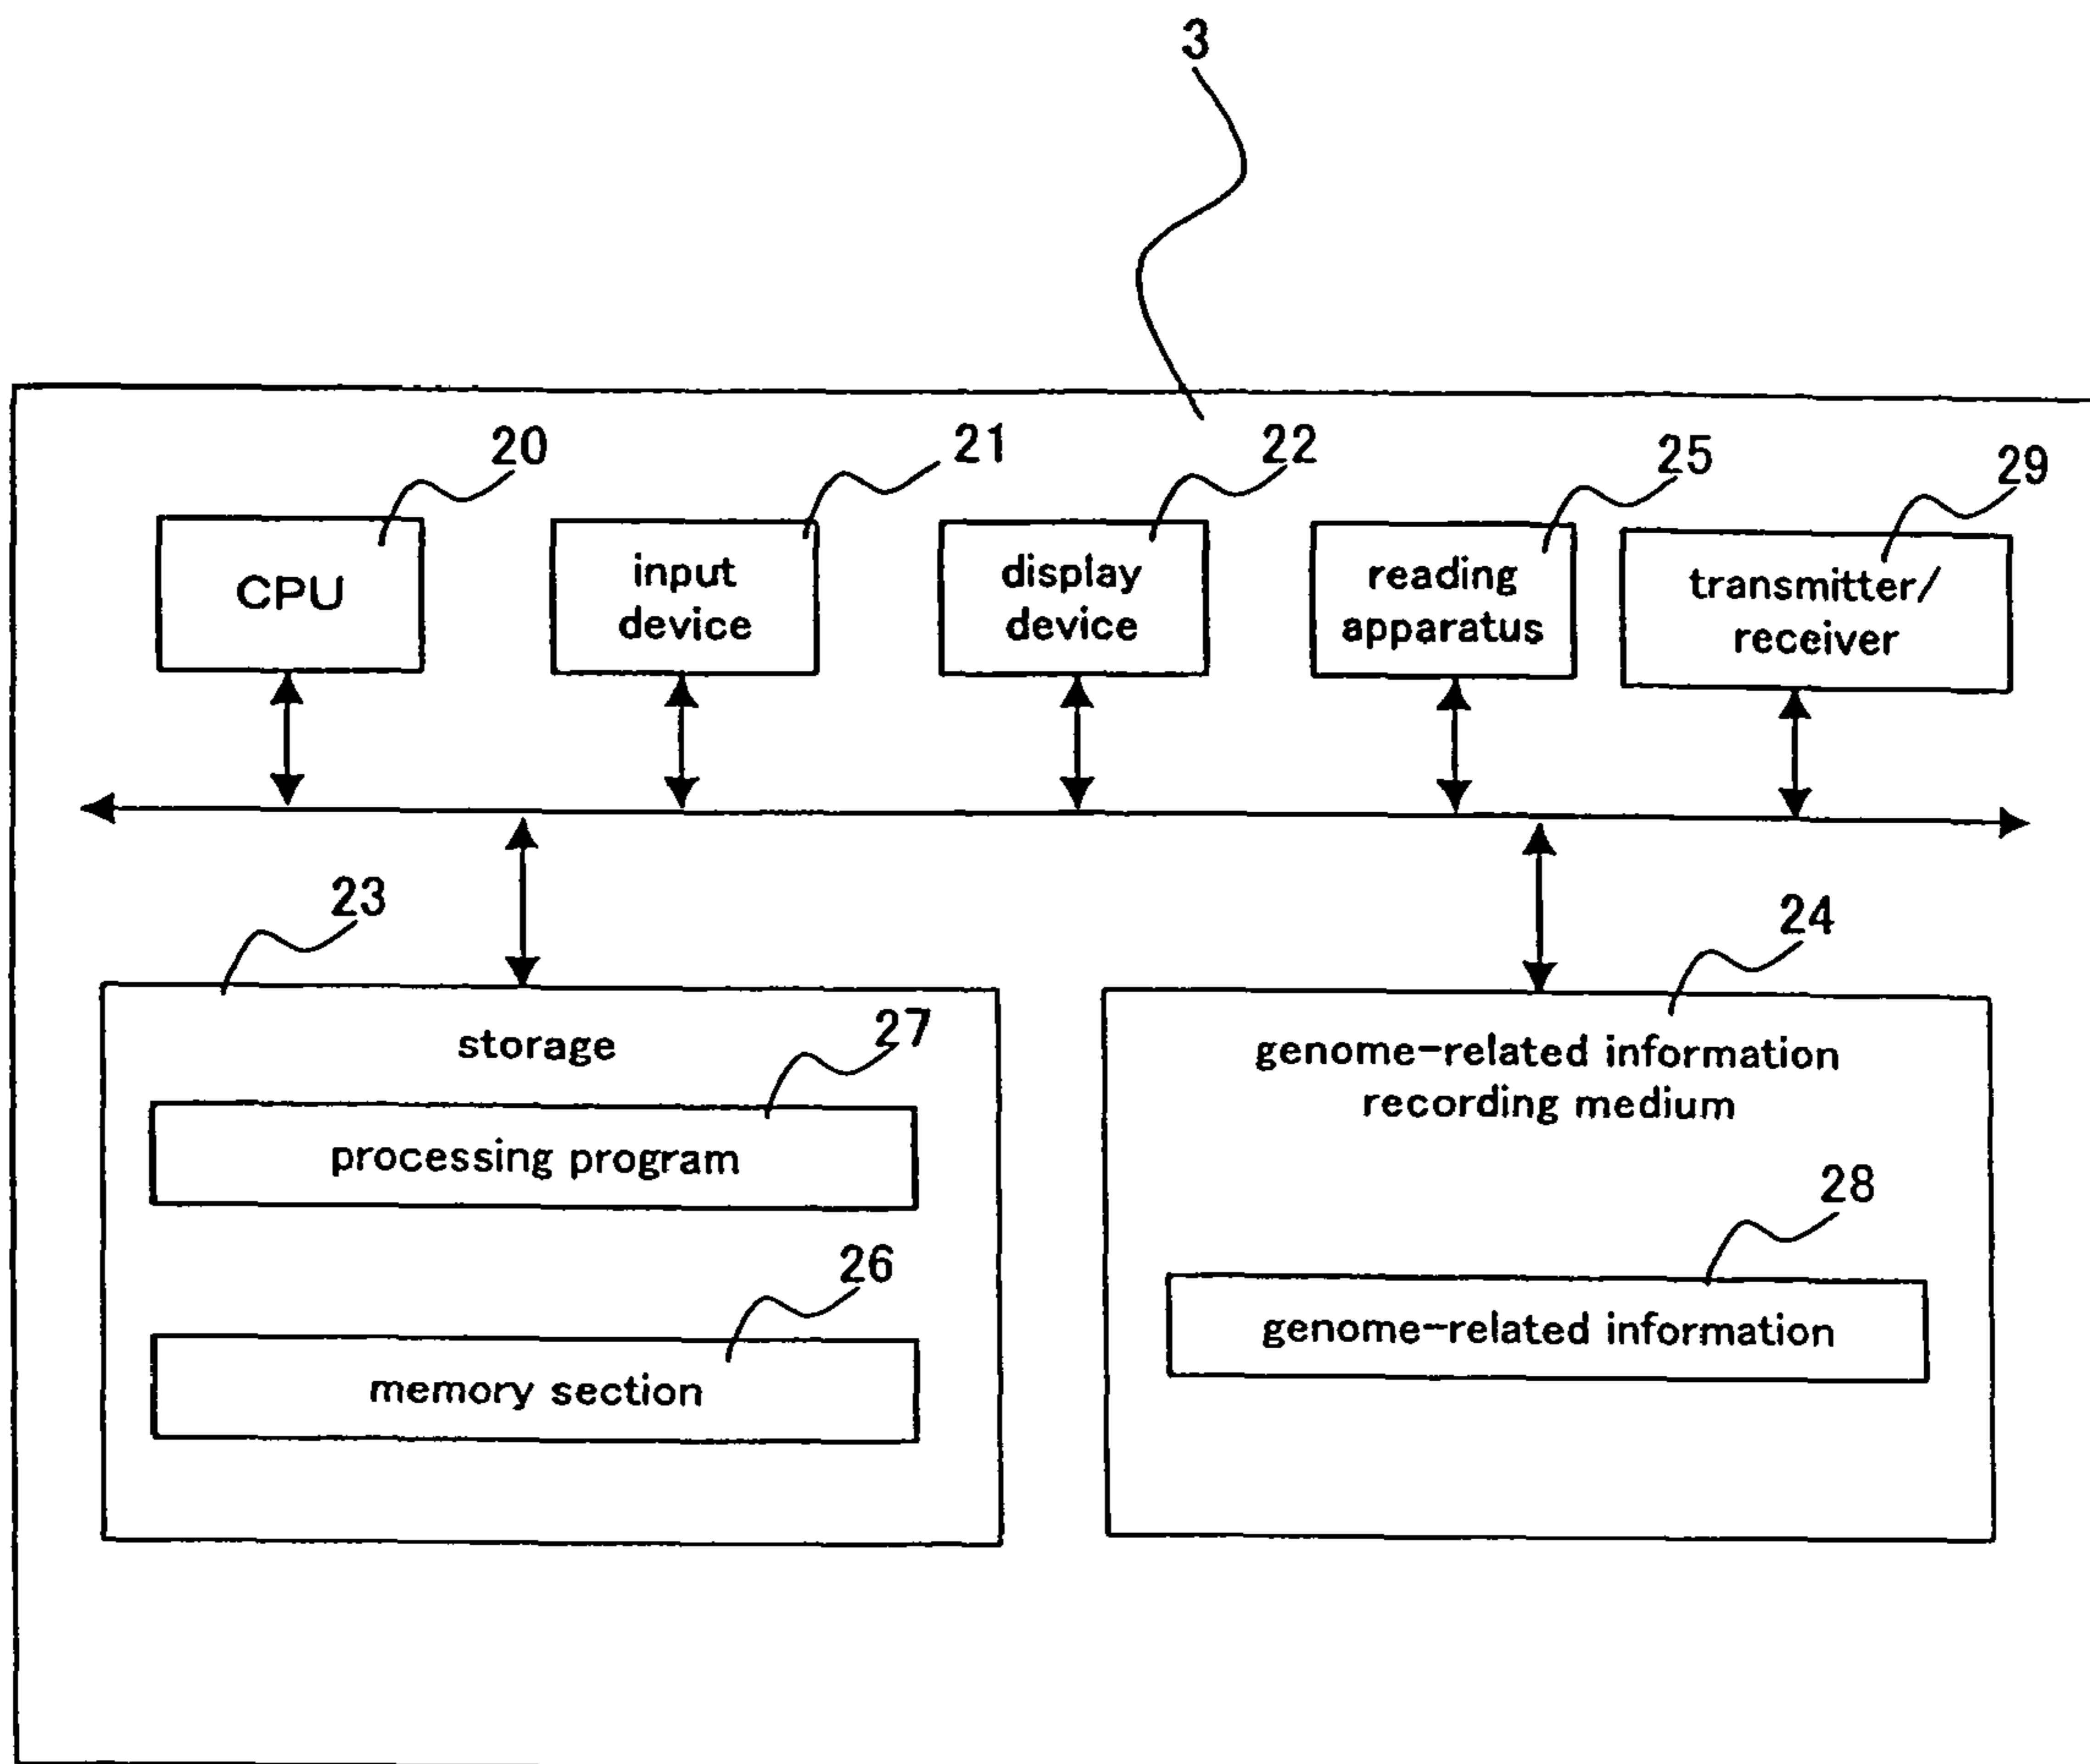 3
20
21
22
25
29
CPU
input
device
display
device
reading
apparatus
transmitter/
receiver
23
24
storage
27
processing program
26
memory section
genome-related information
recording medium
28
genome-related information